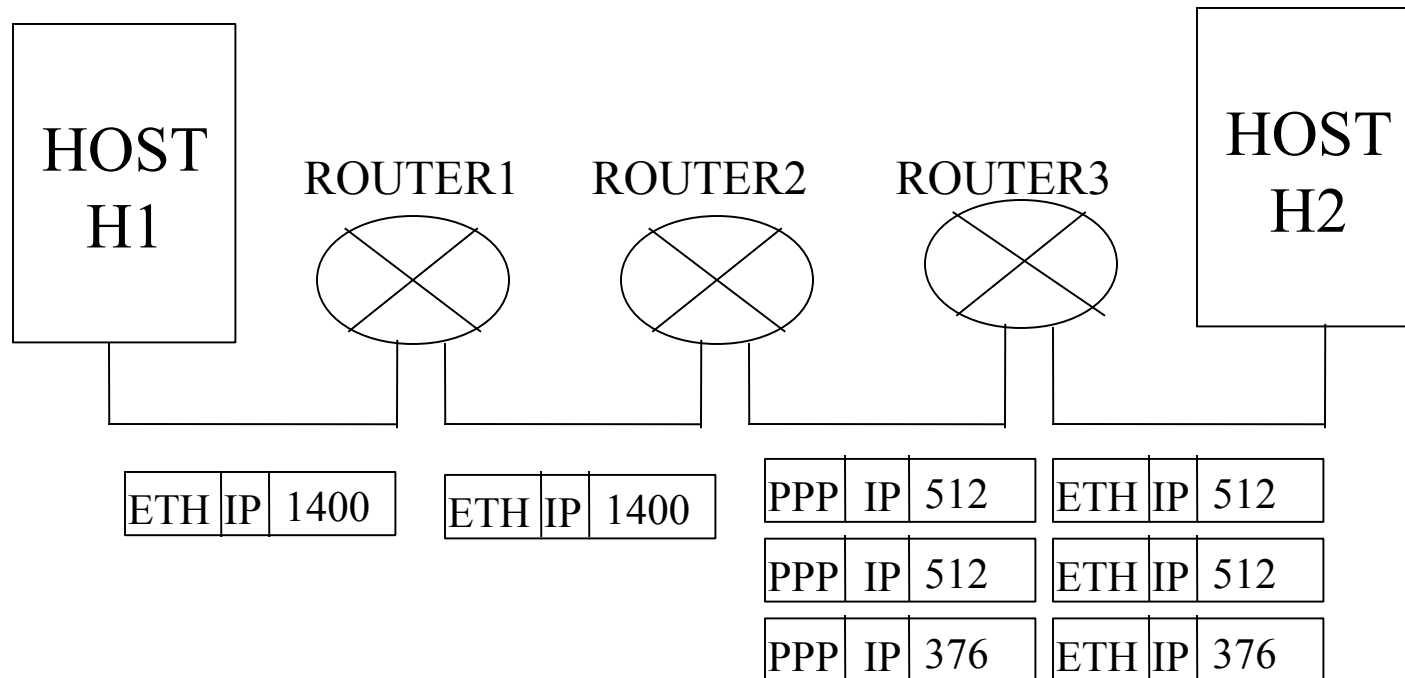 HOST
H1
ROUTER1 ROUTER2 ROUTER3
HOST
H2
ETH IP 1400
ETH IP 1400
PPP IP 512 ETH IP 512
PPP IP 512 ETH IP 512
PPP IP 376 ETH IP 376